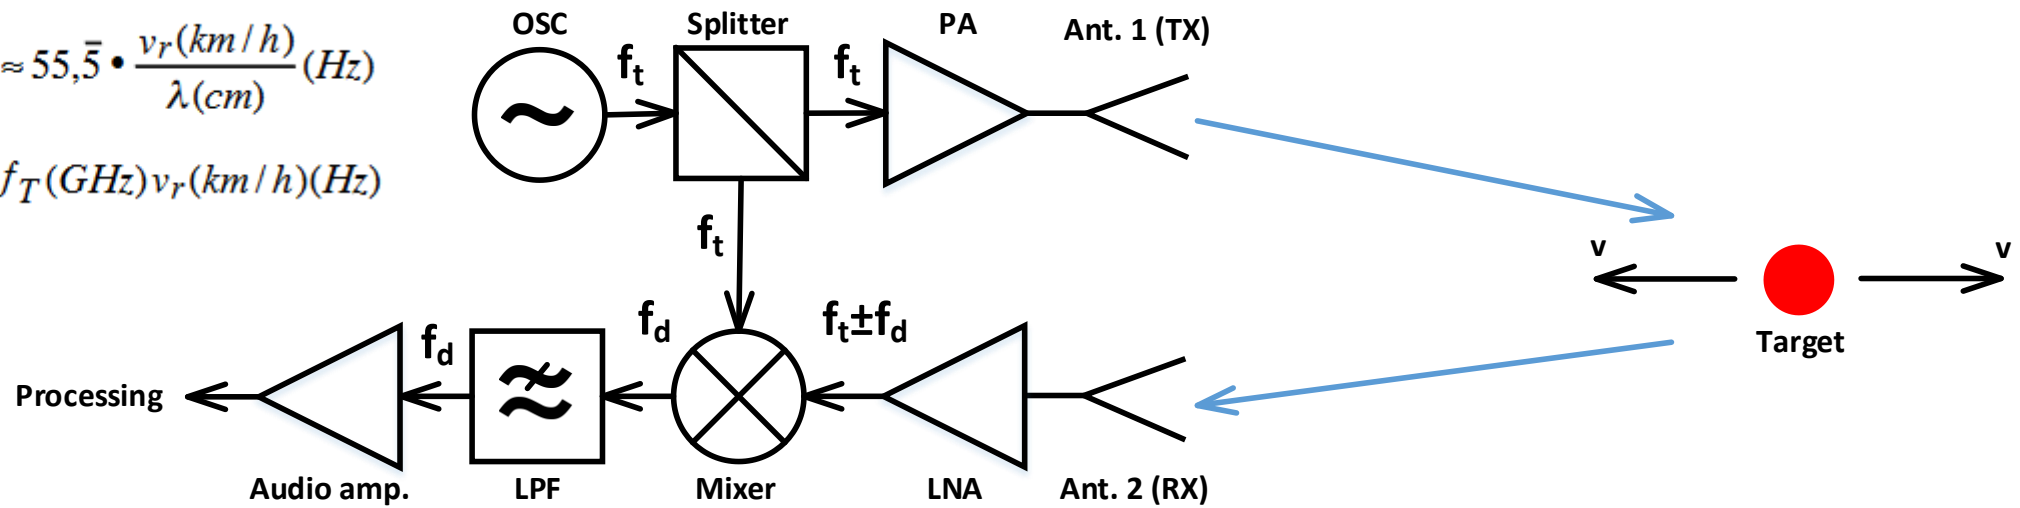 ≈ 55,5̅ • v_r(km/h) / λ(cm) (Hz)
f_T(GHz)v_r(km/h)(Hz)
OSC
Splitter
PA
Ant. 1 (TX)
f_t
f_t
f_t
v
v
Target
f_d
f_d
f_t±f_d
Processing
Audio amp.
LPF
Mixer
LNA
Ant. 2 (RX)